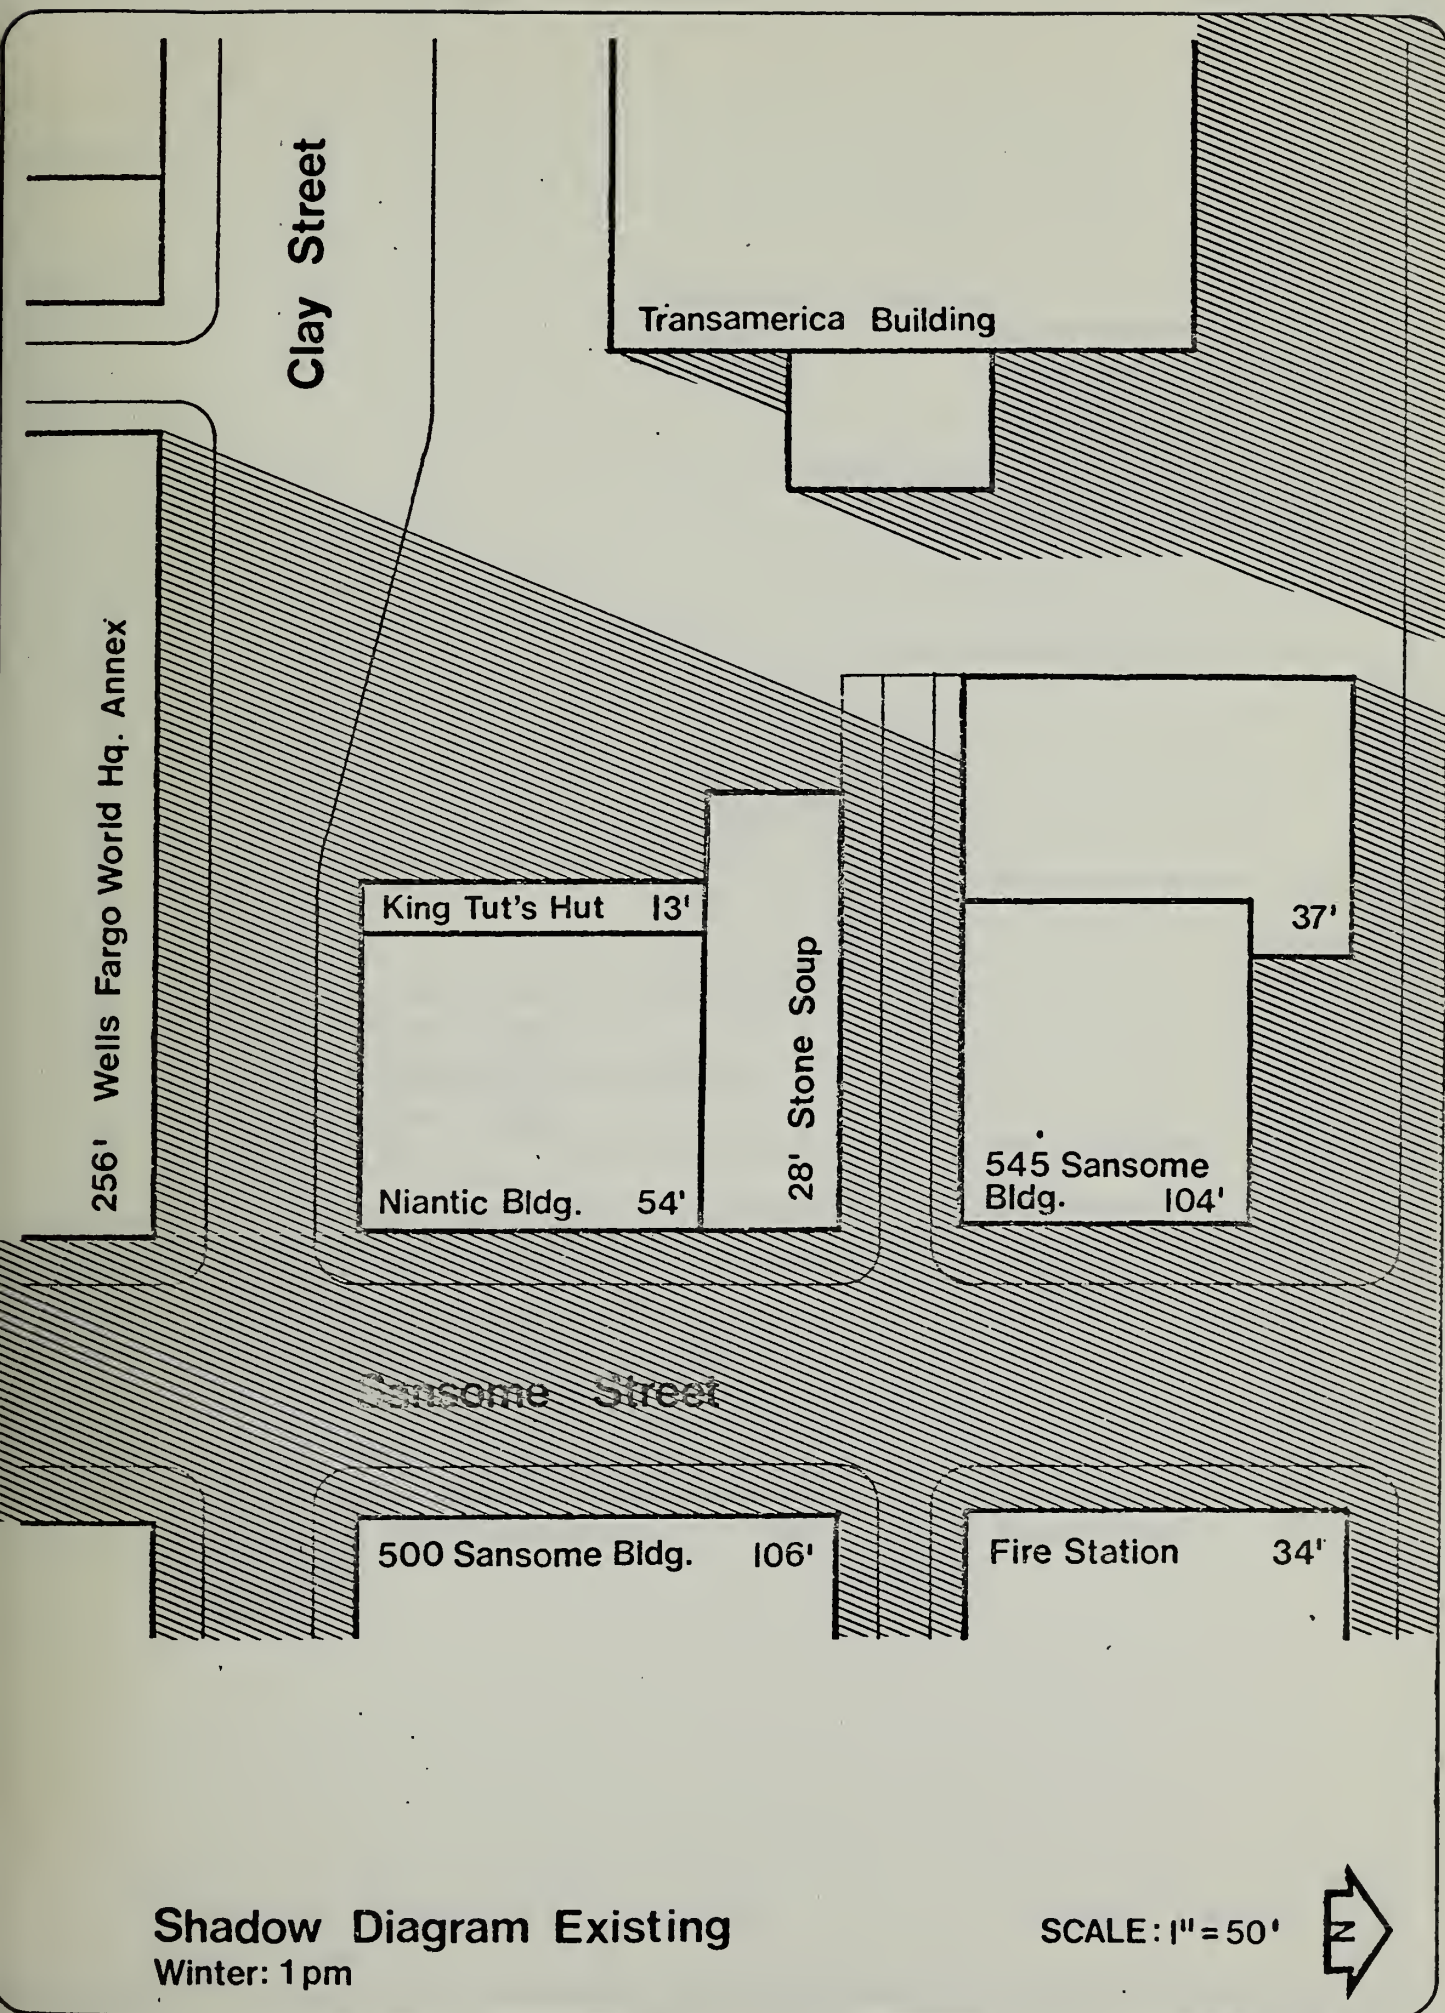 Clay Street
Transamerica Building
256' Wells Fargo World Hq. Annex
King Tut's Hut 13'
28' Stone Soup
37'
Niantic Bldg. 54'
545 Sansome
Bldg. 104'
Sansome Street
500 Sansome Bldg. 106'
Fire Station 34'
Shadow Diagram Existing
Winter: 1 pm
SCALE: 1" = 50'
N